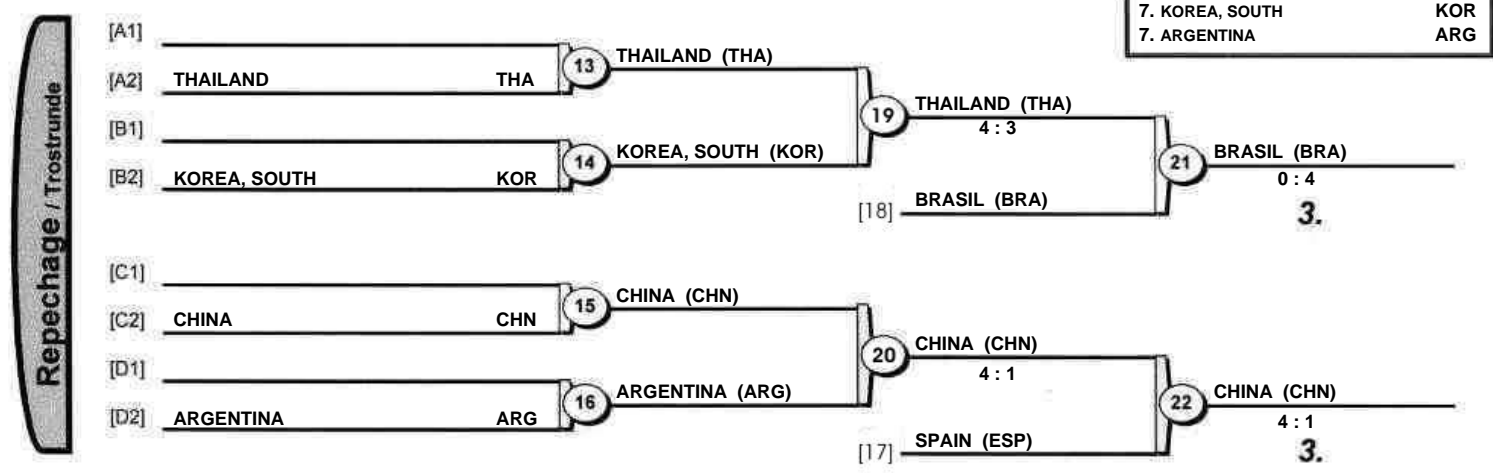 7. KOREA, SOUTH KOR
7. ARGENTINA ARG
Repechage / Trostrunde
[A1]
[A2] THAILAND THA
13
THAILAND (THA)
[B1]
[B2] KOREA, SOUTH KOR
14
KOREA, SOUTH (KOR)
19
THAILAND (THA)
4 : 3
[18] BRASIL (BRA)
21
BRASIL (BRA)
0 : 4
3.
[C1]
[C2] CHINA CHN
15
CHINA (CHN)
[D1]
[D2] ARGENTINA ARG
16
ARGENTINA (ARG)
20
CHINA (CHN)
4 : 1
[17] SPAIN (ESP)
22
CHINA (CHN)
4 : 1
3.